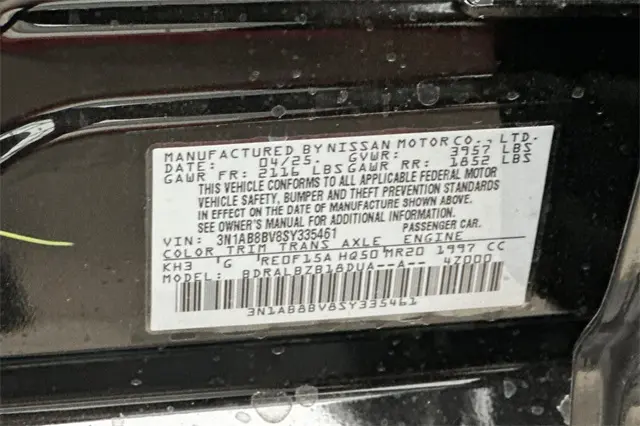 MANUFACTURED BY NISSAN MOTOR CO., LTD.
DATE: 04/25. GVWR: 3957 LBS
GAWR FR: 2116 LBS GAWR RR: 1852 LBS
THIS VEHICLE CONFORMS TO ALL APPLICABLE FEDERAL MOTOR
VEHICLE SAFETY, BUMPER AND THEFT PREVENTION STANDARDS
IN EFFECT ON THE DATE OF MANUFACTURE SHOWN ABOVE.
SEE OWNER'S MANUAL FOR ADDITIONAL INFORMATION.
VIN: 3N1AB8BV8SY335461 PASSENGER CAR.
COLOR TRIM TRANS AXLE ENGINE
KH3 G RE0F15A HQ50 MR20 1997 CC
MODEL: BDRALBZB18DUA--A-- 4Z000
3N1AB8BV8SY335461